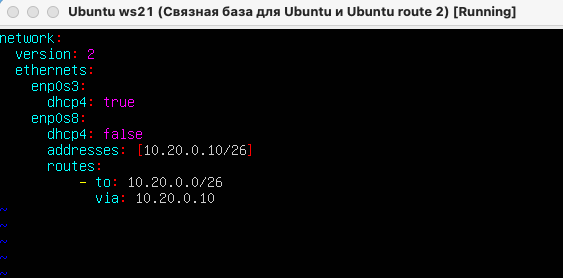 Ubuntu ws21 (Связная база для Ubuntu и Ubuntu route 2) [Running]
network:
  version: 2
  ethernets:
    enp0s3:
      dhcp4: true
    enp0s8:
      dhcp4: false
      addresses: [10.20.0.10/26]
      routes:
          - to: 10.20.0.0/26
            via: 10.20.0.10
~
~
~
~
~